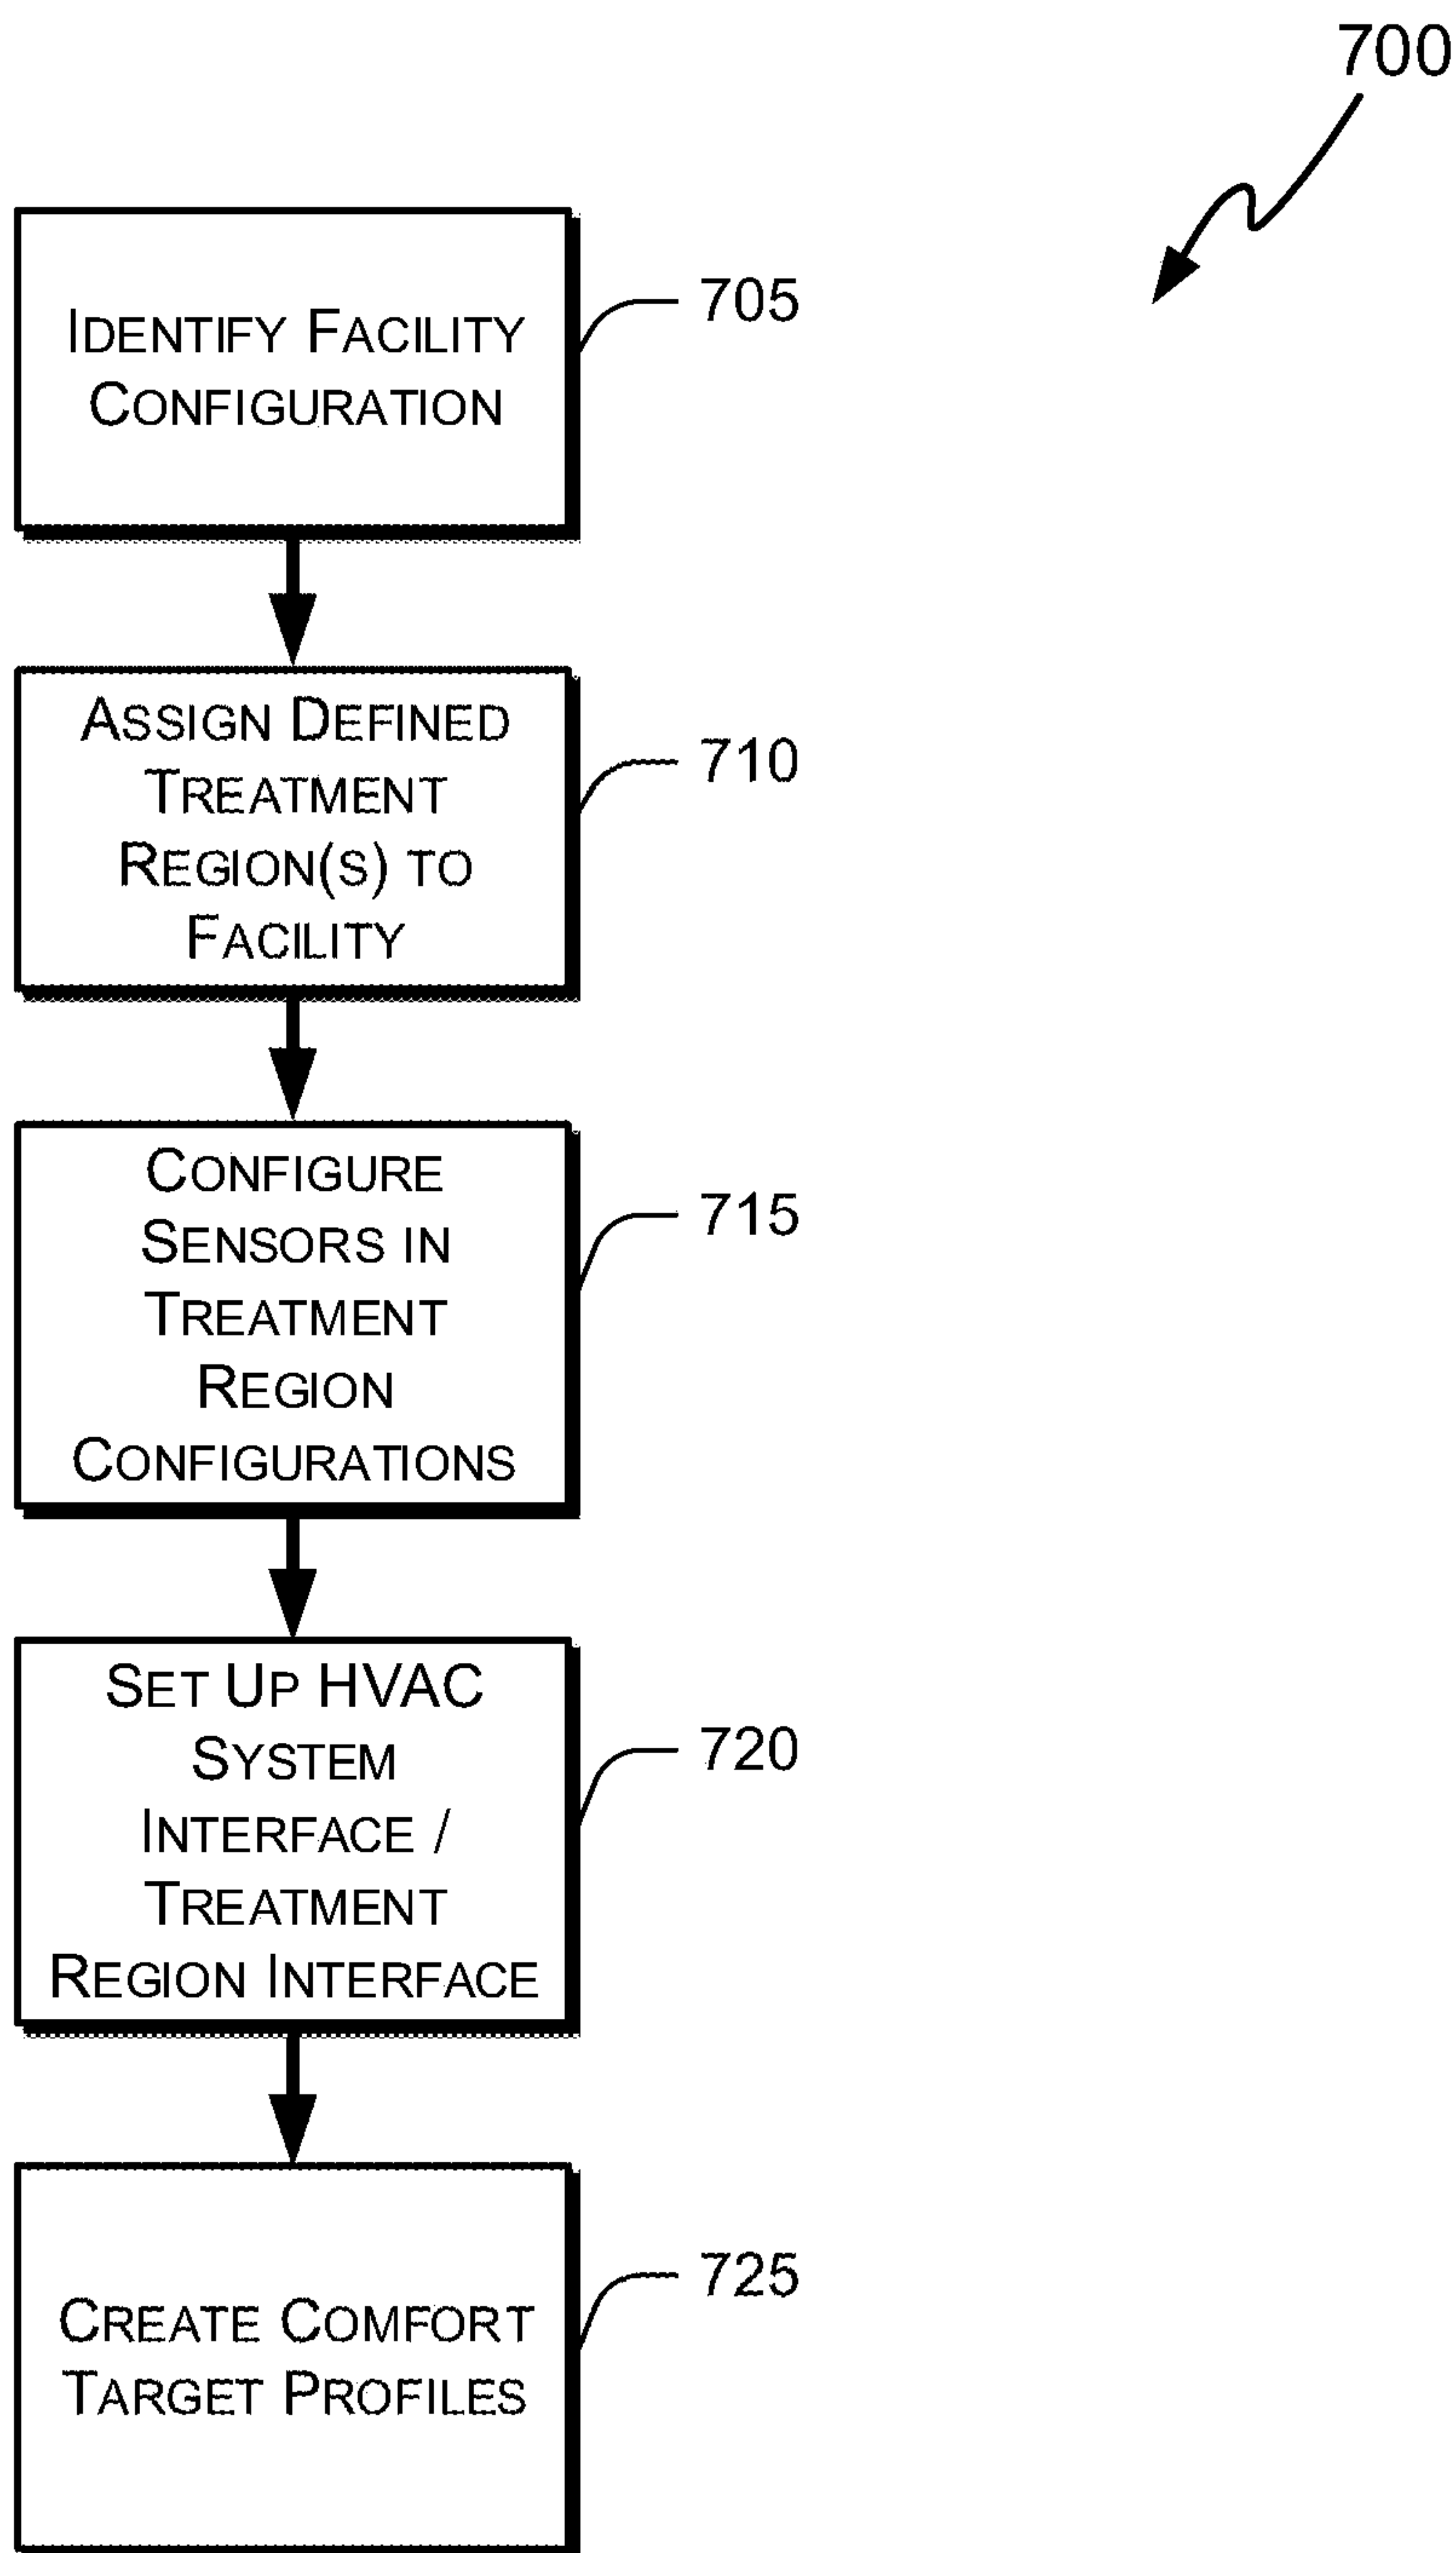 700
IDENTIFY FACILITY
CONFIGURATION
705
ASSIGN DEFINED
TREATMENT
REGION(S) TO
FACILITY
710
CONFIGURE
SENSORS IN
TREATMENT
REGION
CONFIGURATIONS
715
SET UP HVAC
SYSTEM
INTERFACE /
TREATMENT
REGION INTERFACE
720
CREATE COMFORT
TARGET PROFILES
725